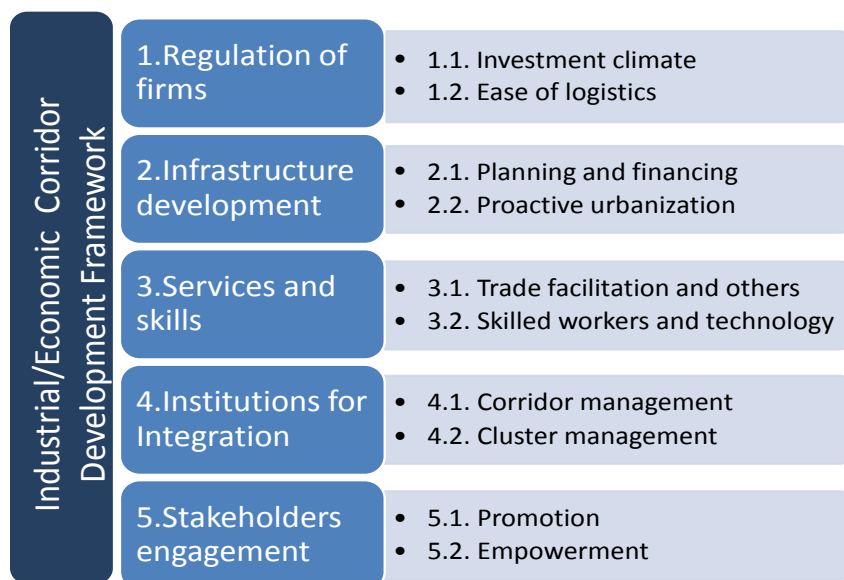 Industrial/Economic Corridor
Development Framework
1.Regulation of
firms
• 1.1. Investment climate
• 1.2. Ease of logistics
2.Infrastructure
development
• 2.1. Planning and financing
• 2.2. Proactive urbanization
3.Services and
skills
• 3.1. Trade facilitation and others
• 3.2. Skilled workers and technology
4.Institutions for
Integration
• 4.1. Corridor management
• 4.2. Cluster management
5.Stakeholders
engagement
• 5.1. Promotion
• 5.2. Empowerment